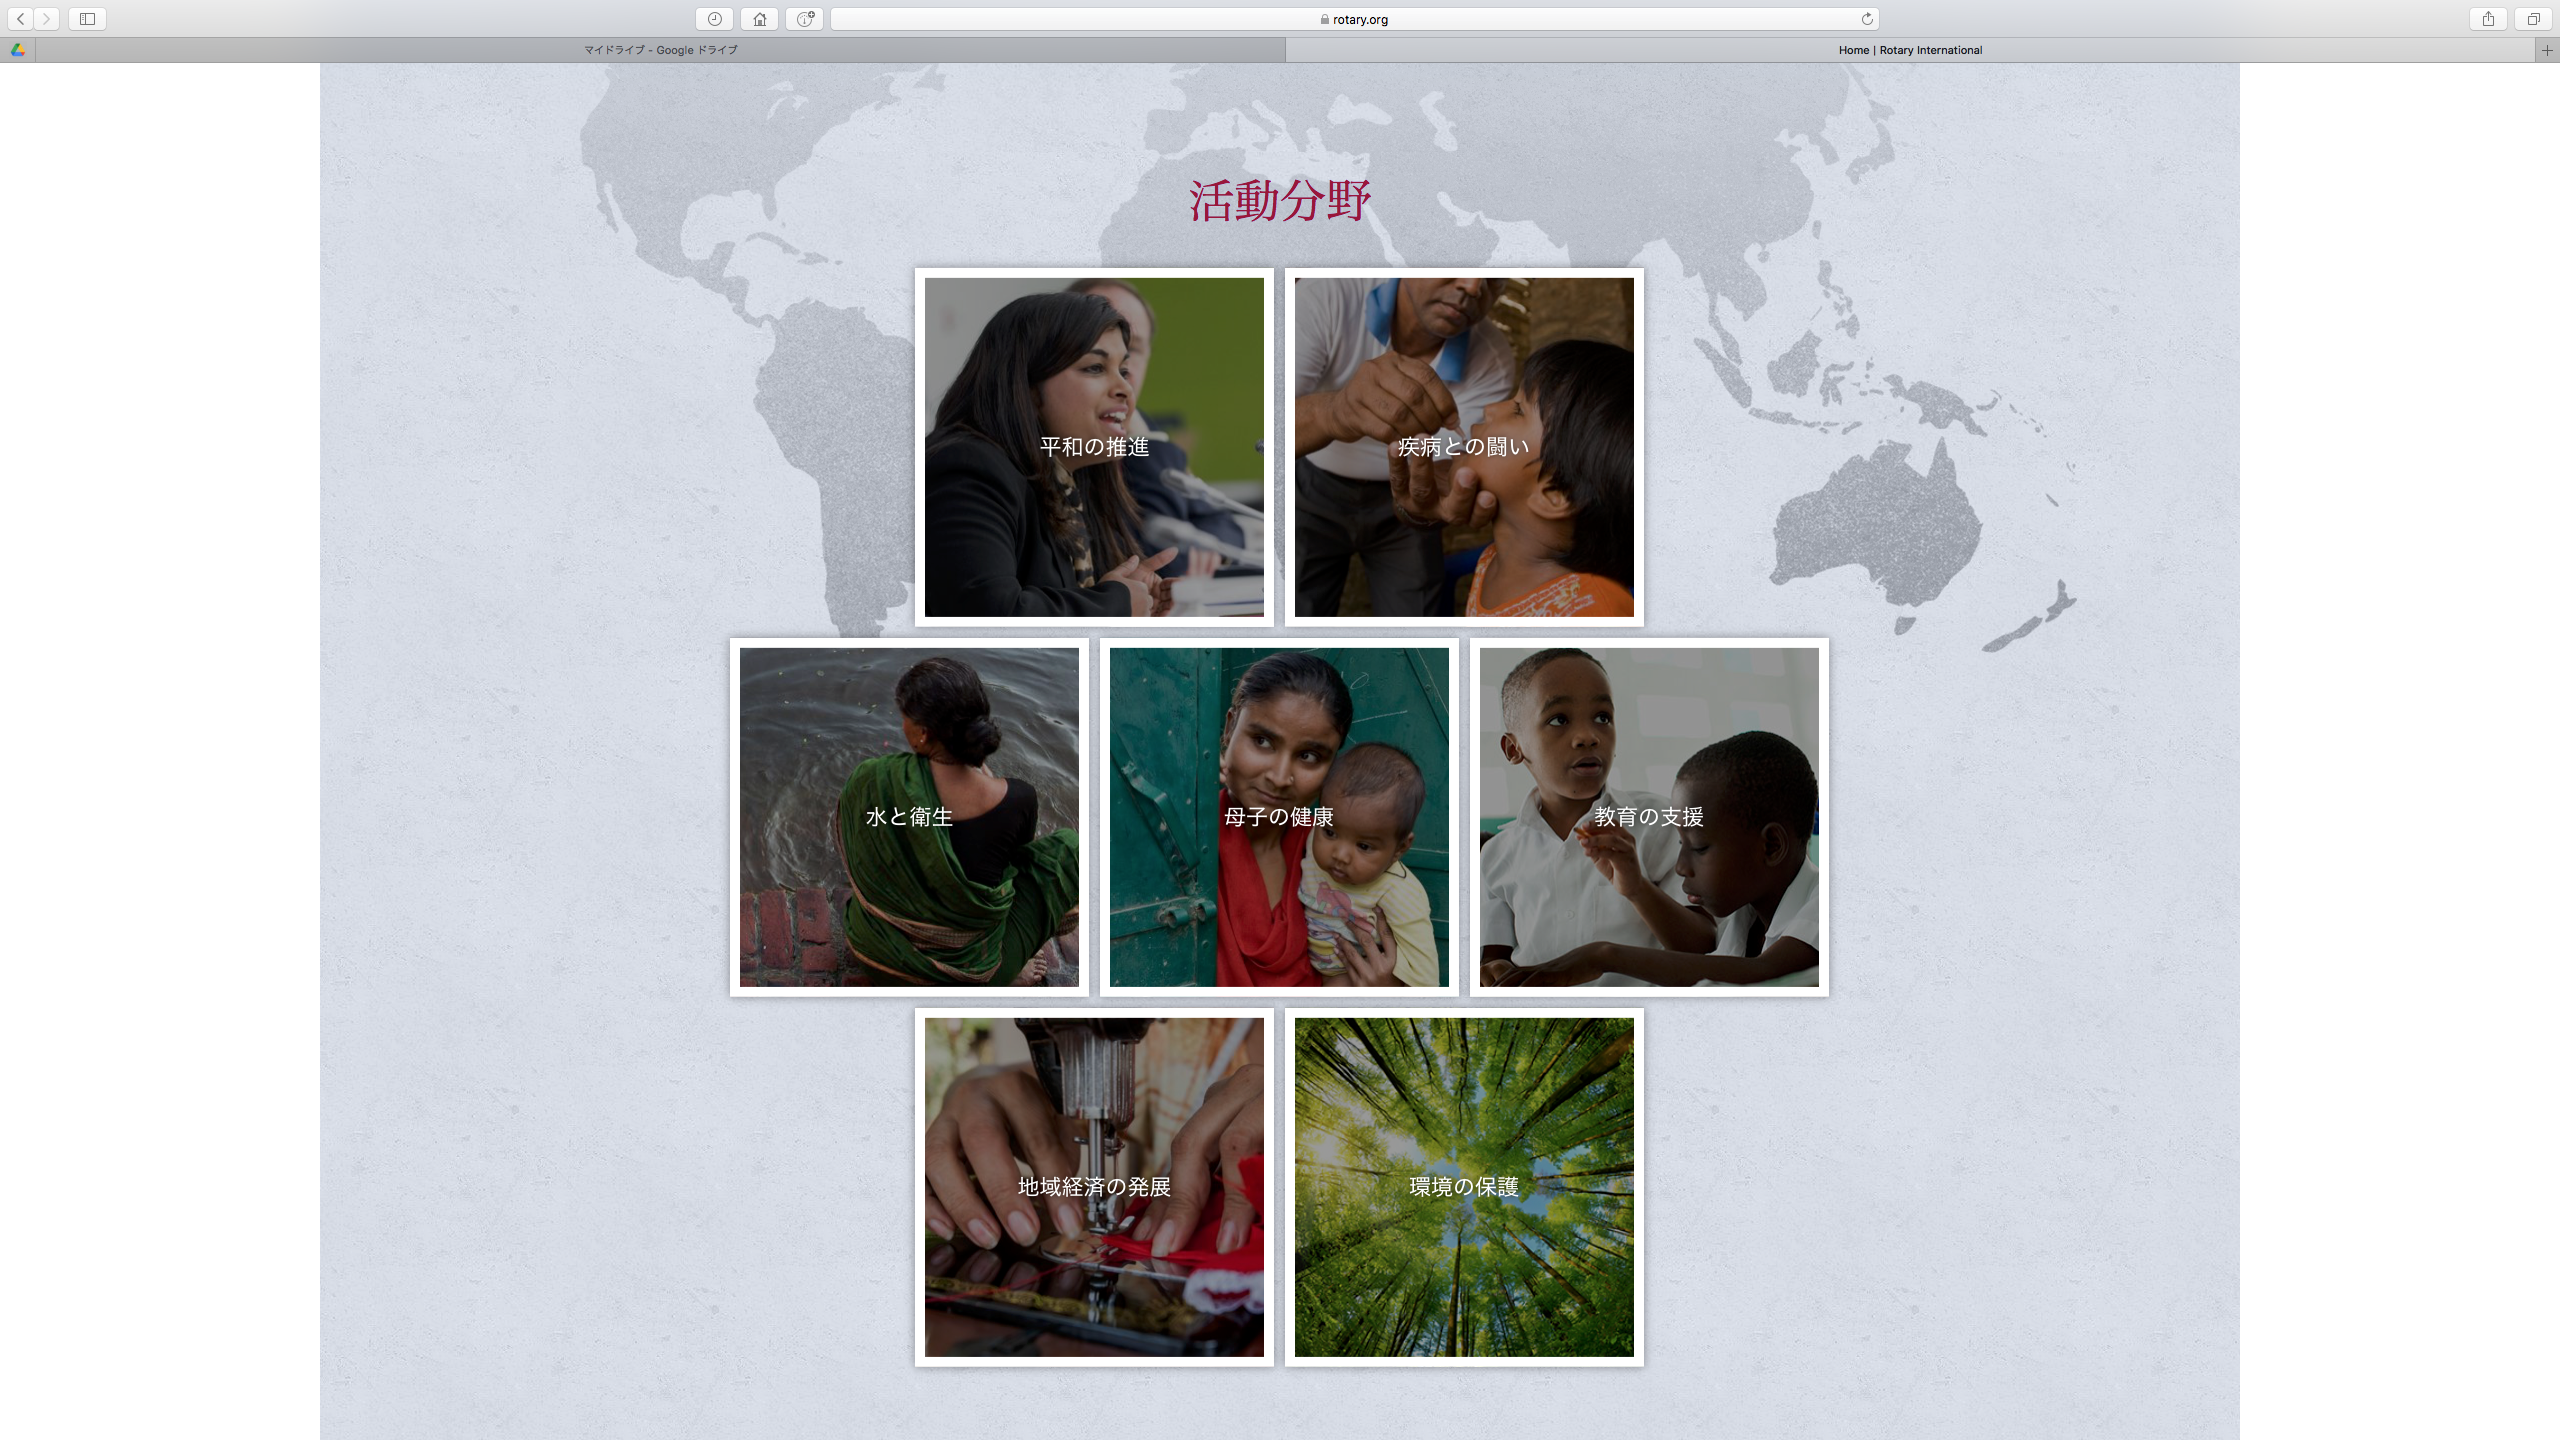 rotary.org
マイドライブ - Google ドライブ
Home | Rotary International
活動分野
平和の推進
疾病との闘い
水と衛生
母子の健康
教育の支援
地域経済の発展
環境の保護